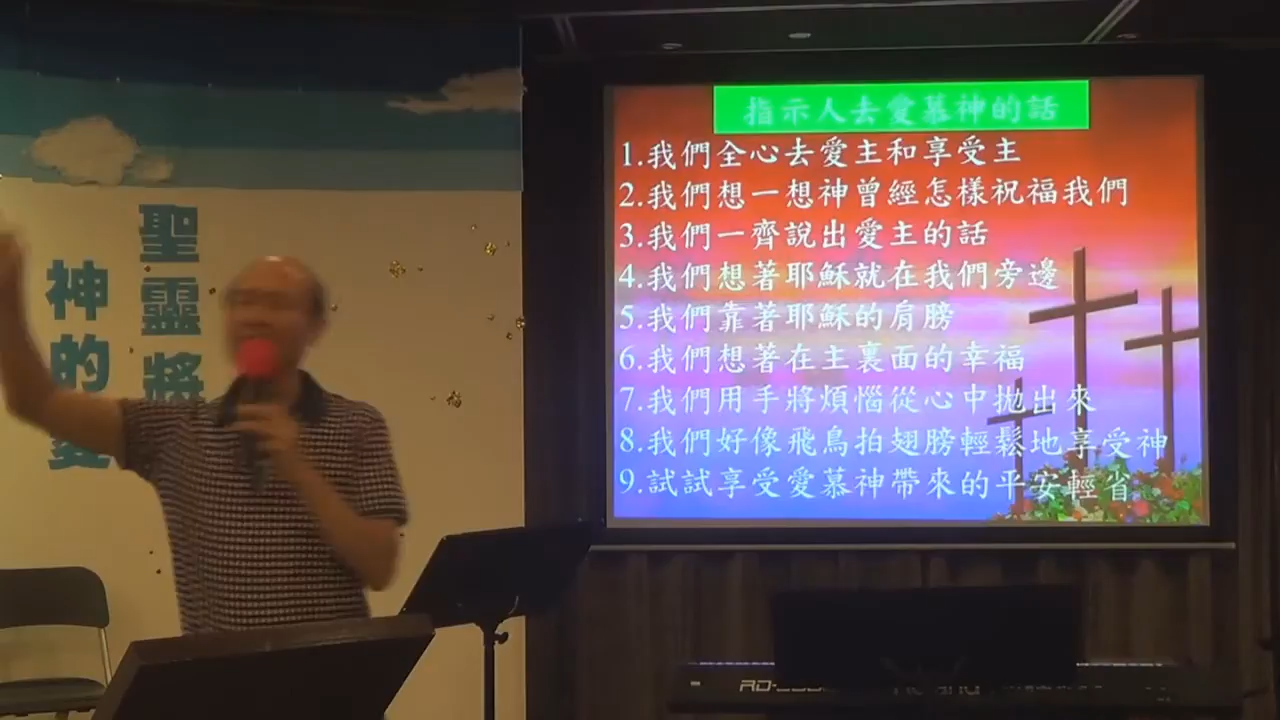 指示人去愛慕神的話
1.我們全心去愛主和享受主
2.我們想一想神曾經怎樣祝福我們
3.我們一齊說出愛主的話
4.我們想著耶穌就在我們旁邊
5.我們靠著耶穌的肩膀
6.我們想著在主裏面的幸福
7.我們用手將煩惱從心中拋出來
8.我們好像飛鳥拍翅膀輕鬆地享受神
9.試試享受愛慕神帶來的平安輕省
聖靈將
神的愛